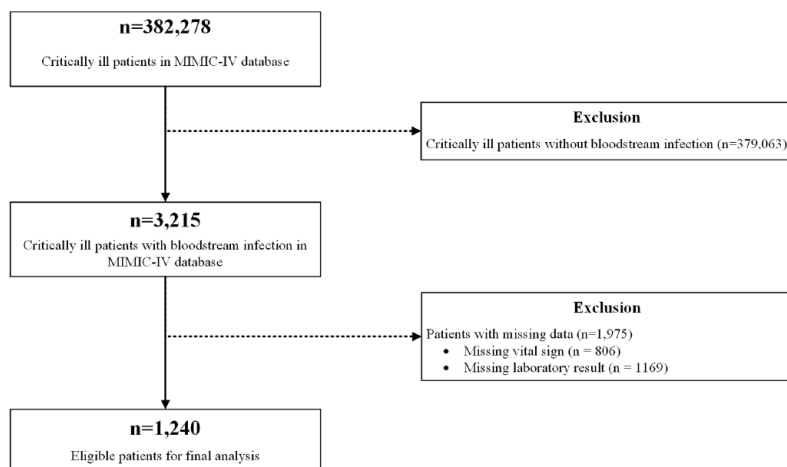 n=382,278
Critically ill patients in MIMIC-IV database
Exclusion
Critically ill patients without bloodstream infection (n=379,063)
n=3,215
Critically ill patients with bloodstream infection in
MIMIC-IV database
Exclusion
Patients with missing data (n=1,975)
• Missing vital sign (n = 806)
• Missing laboratory result (n = 1169)
n=1,240
Eligible patients for final analysis